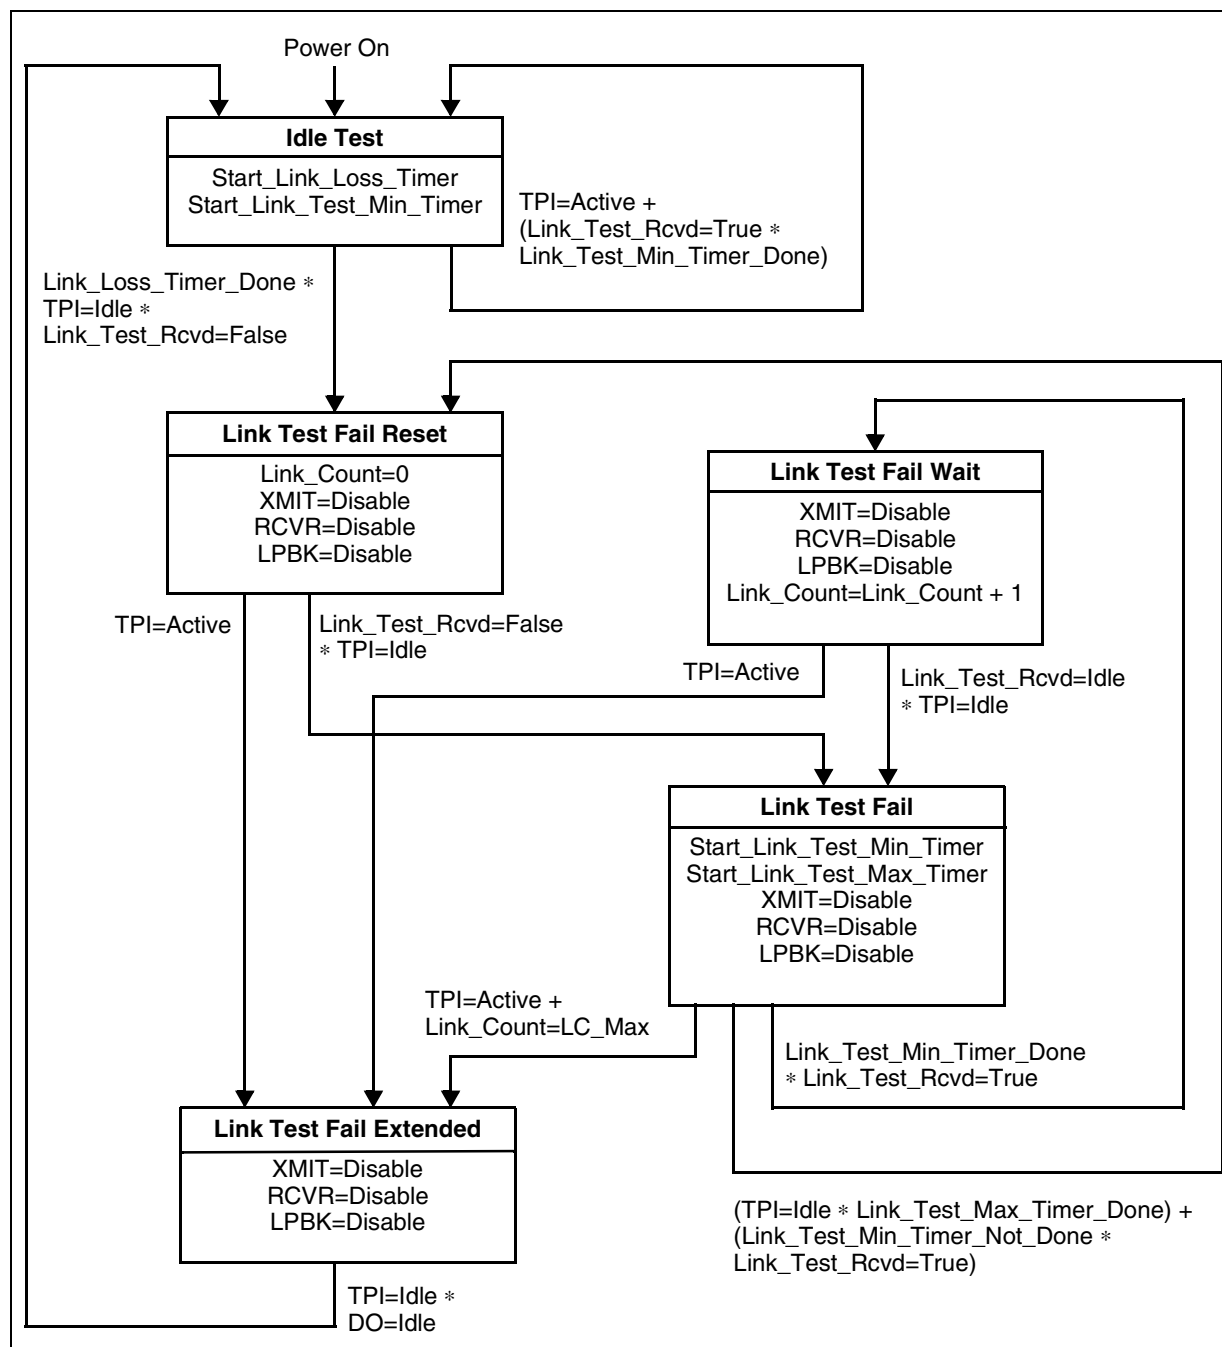 Power On
Idle Test
Start_Link_Loss_Timer
Start_Link_Test_Min_Timer
TPI=Active +
(Link_Test_Rcvd=True *
Link_Test_Min_Timer_Done)
Link_Loss_Timer_Done *
TPI=Idle *
Link_Test_Rcvd=False
Link Test Fail Reset
Link_Count=0
XMIT=Disable
RCVR=Disable
LPBK=Disable
Link Test Fail Wait
XMIT=Disable
RCVR=Disable
LPBK=Disable
Link_Count=Link_Count + 1
TPI=Active
Link_Test_Rcvd=False
* TPI=Idle
TPI=Active
Link_Test_Rcvd=Idle
* TPI=Idle
Link Test Fail
Start_Link_Test_Min_Timer
Start_Link_Test_Max_Timer
XMIT=Disable
RCVR=Disable
LPBK=Disable
TPI=Active +
Link_Count=LC_Max
Link_Test_Min_Timer_Done
* Link_Test_Rcvd=True
Link Test Fail Extended
XMIT=Disable
RCVR=Disable
LPBK=Disable
(TPI=Idle * Link_Test_Max_Timer_Done) +
(Link_Test_Min_Timer_Not_Done *
Link_Test_Rcvd=True)
TPI=Idle *
DO=Idle